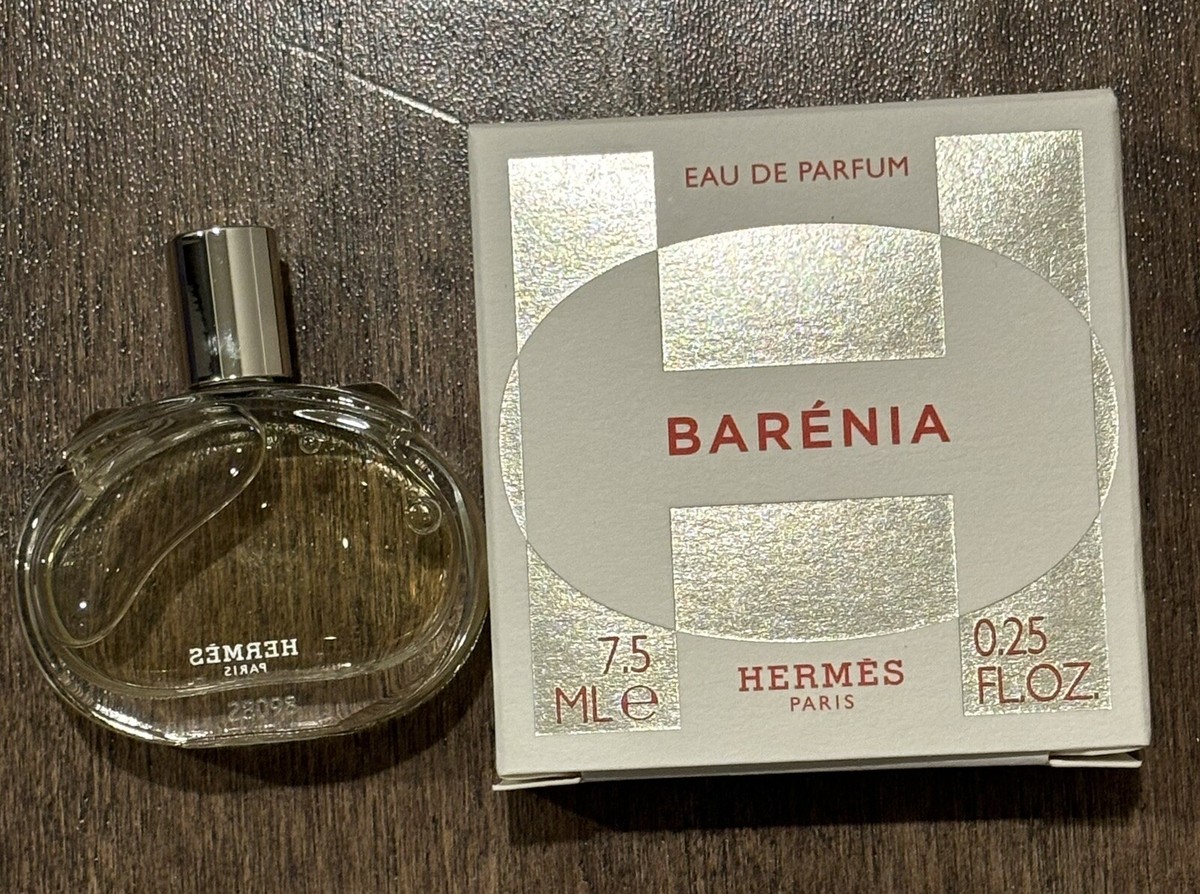 EAU DE PARFUM
BARÉNIA
7.5
ML e
HERMÈS
PARIS
0.25
FL.OZ.
HERMÈS
PARIS